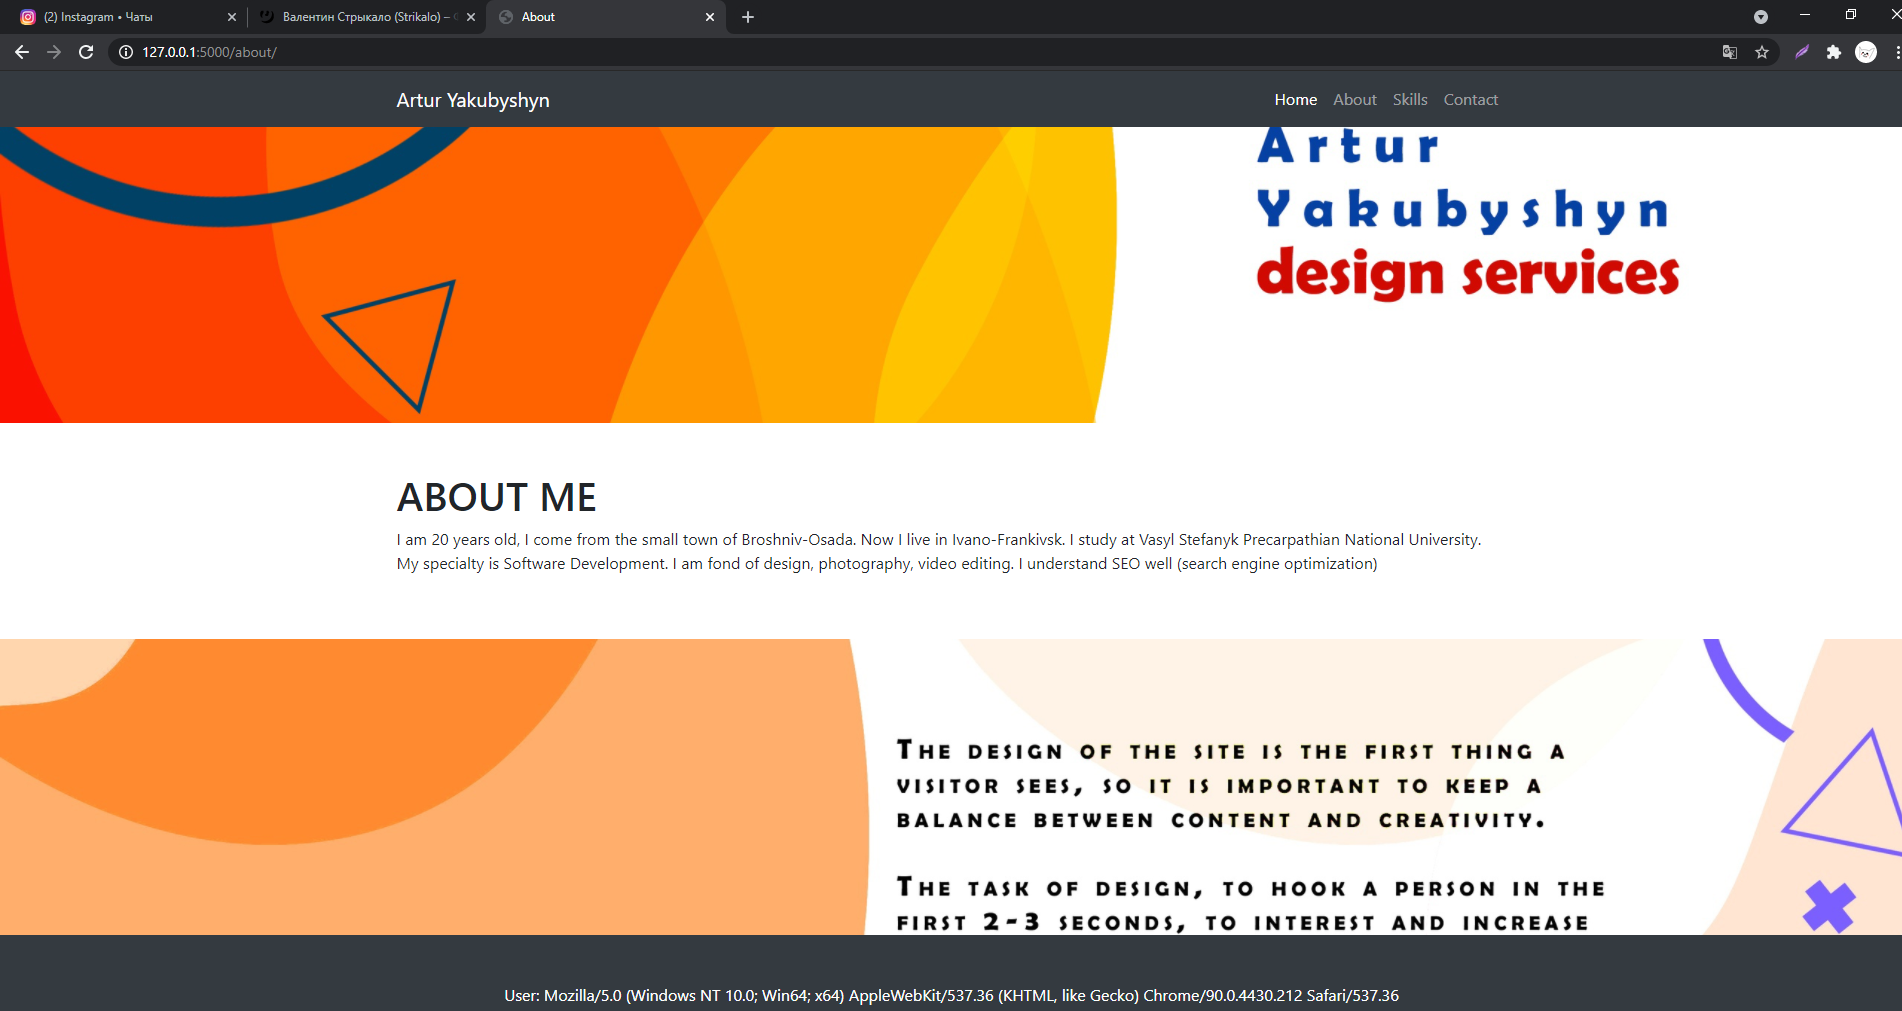 (2) Instagram • Чаты
Валентин Стрыкало (Strikalo) –
About
127.0.0.1:5000/about/
Artur Yakubyshyn
Home About Skills Contact
Artur
Yakubyshyn
design services
ABOUT ME
I am 20 years old, I come from the small town of Broshniv-Osada. Now I live in Ivano-Frankivsk. I study at Vasyl Stefanyk Precarpathian National University.
My specialty is Software Development. I am fond of design, photography, video editing. I understand SEO well (search engine optimization)
THE DESIGN OF THE SITE IS THE FIRST THING A
VISITOR SEES, SO IT IS IMPORTANT TO KEEP A
BALANCE BETWEEN CONTENT AND CREATIVITY.
THE TASK OF DESIGN, TO HOOK A PERSON IN THE
FIRST 2-3 SECONDS, TO INTEREST AND INCREASE
User: Mozilla/5.0 (Windows NT 10.0; Win64; x64) AppleWebKit/537.36 (KHTML, like Gecko) Chrome/90.0.4430.212 Safari/537.36